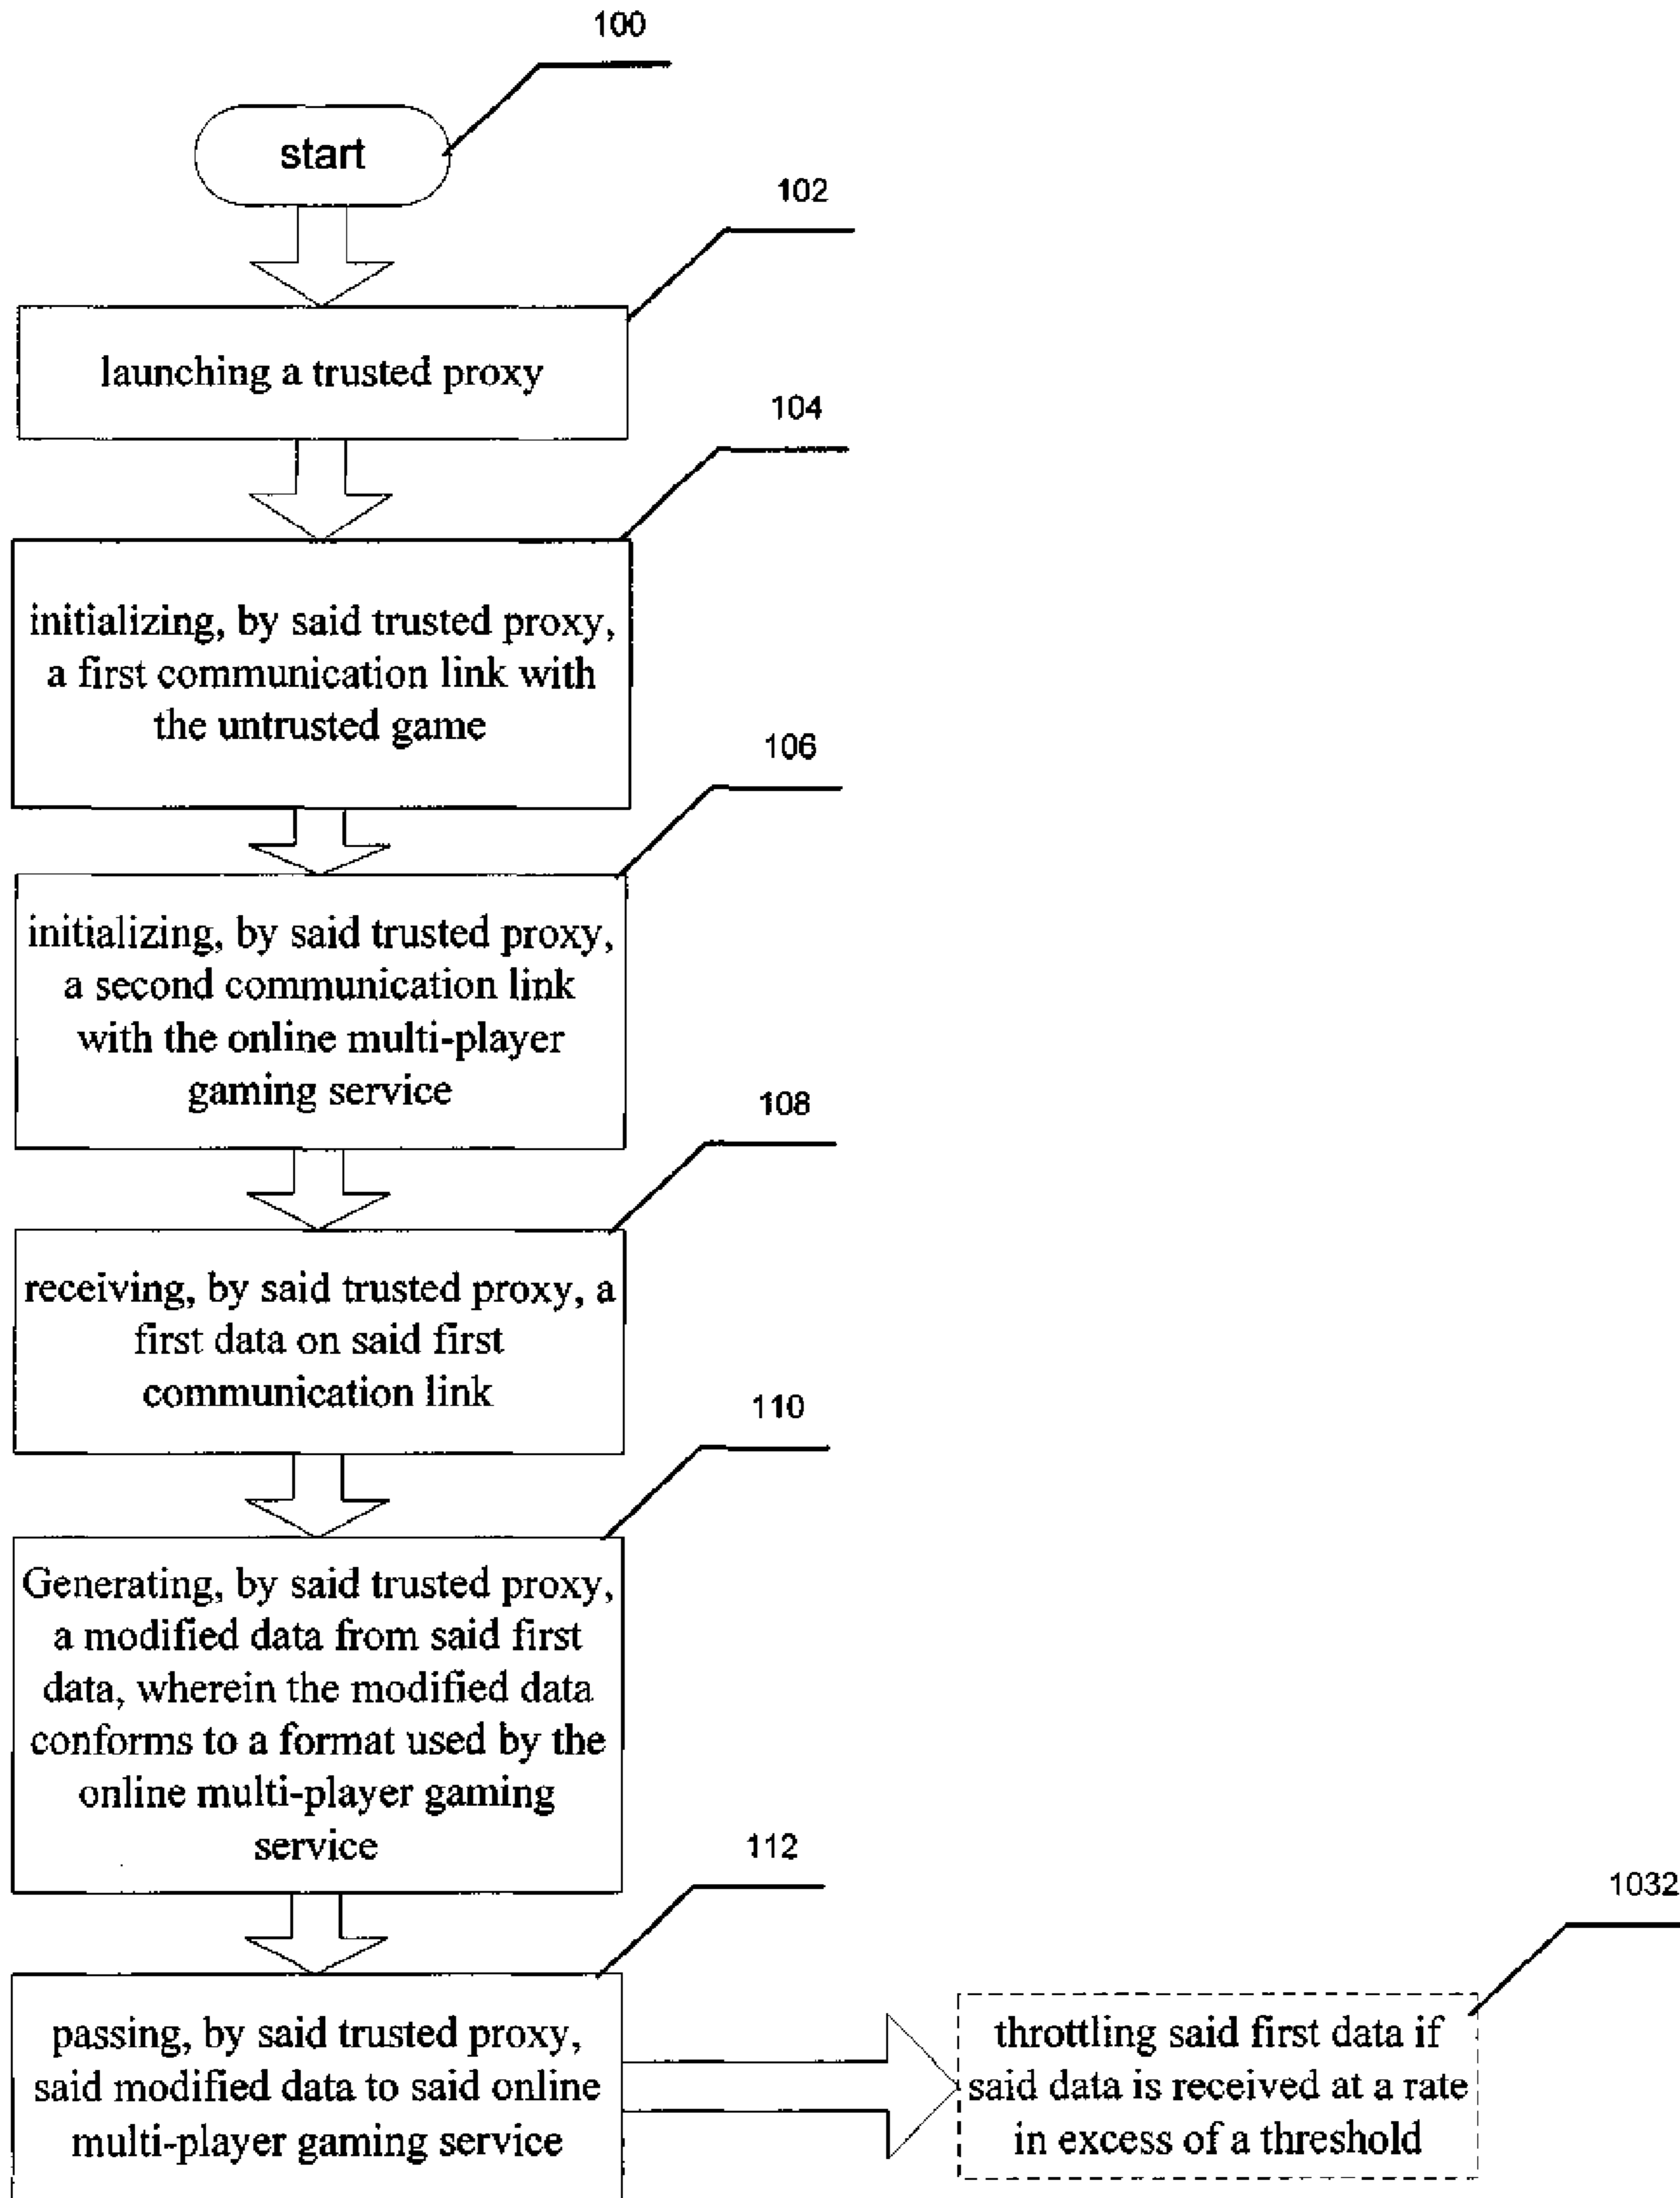 100
start
102
launching a trusted proxy
104
initializing, by said trusted proxy,
a first communication link with
the untrusted game
106
initializing, by said trusted proxy,
a second communication link
with the online multi-player
gaming service
108
receiving, by said trusted proxy, a
first data on said first
communication link
110
Generating, by said trusted proxy,
a modified data from said first
data, wherein the modified data
conforms to a format used by the
online multi-player gaming
service
112
passing, by said trusted proxy,
said modified data to said online
multi-player gaming service
1032
throttling said first data if
said data is received at a rate
in excess of a threshold